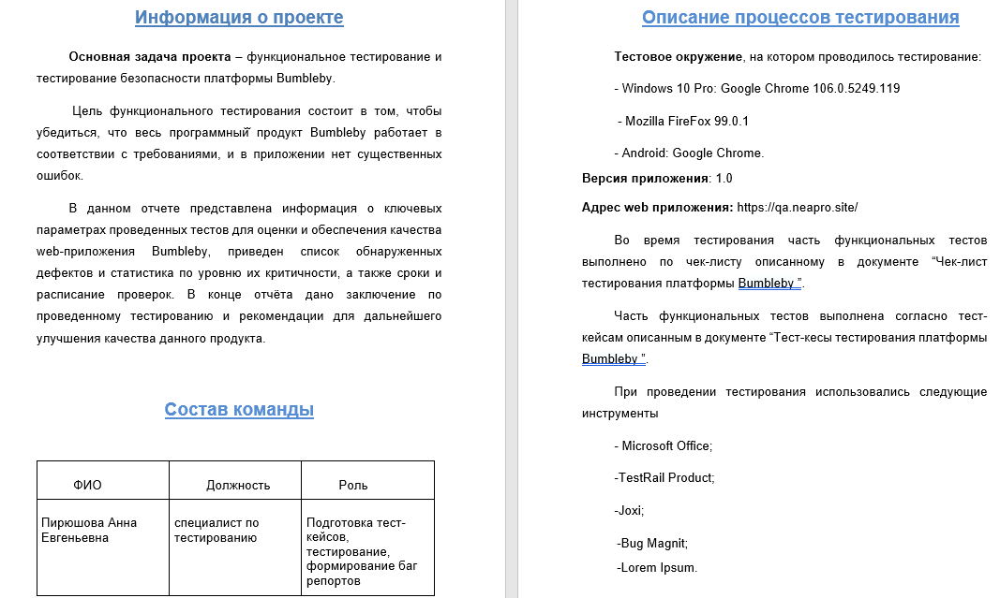 Информация о проекте
Основная задача проекта – функциональное тестирование и
тестирование безопасности платформы Bumbleby.
Цель функционального тестирования состоит в том, чтобы
убедиться, что весь программный продукт Bumbleby работает в
соответствии с требованиями, и в приложении нет существенных
ошибок.
В данном отчете представлена информация о ключевых
параметрах проведенных тестов для оценки и обеспечения качества
web-приложения Bumbleby, приведен список обнаруженных
дефектов и статистика по уровню их критичности, а также сроки и
расписание проверок. В конце отчёта дано заключение по
проведенному тестированию и рекомендации для дальнейшего
улучшения качества данного продукта.
Состав команды
ФИО Должность Роль
Пирюшова Анна
Евгеньевна
специалист по
тестированию
Подготовка тест-
кейсов,
тестирование,
формирование баг
репортов
Описание процессов тестирования
Тестовое окружение, на котором проводилось тестирование:
- Windows 10 Pro: Google Chrome 106.0.5249.119
- Mozilla FireFox 99.0.1
- Android: Google Chrome.
Версия приложения: 1.0
Адрес web приложения: https://qa.neapro.site/
Во время тестирования часть функциональных тестов
выполнено по чек-листу описанному в документе “Чек-лист
тестирования платформы Bumbleby ”.
Часть функциональных тестов выполнена согласно тест-
кейсам описанным в документе “Тест-кесы тестирования платформы
Bumbleby ”.
При проведении тестирования использовались следующие
инструменты
- Microsoft Office;
-TestRail Product;
-Joxi;
-Bug Magnit;
-Lorem Ipsum.